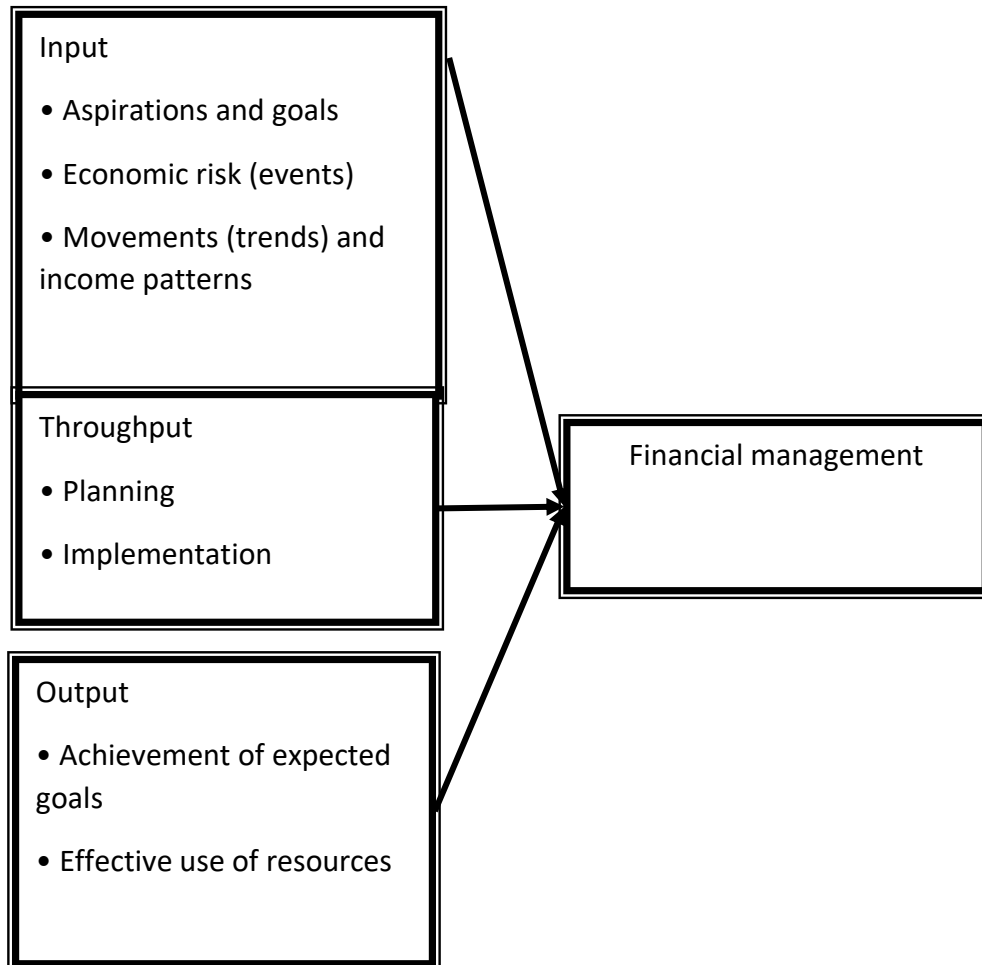 Input
• Aspirations and goals
• Economic risk (events)
• Movements (trends) and
income patterns
Throughput
• Planning
• Implementation
Financial management
Output
• Achievement of expected
goals
• Effective use of resources